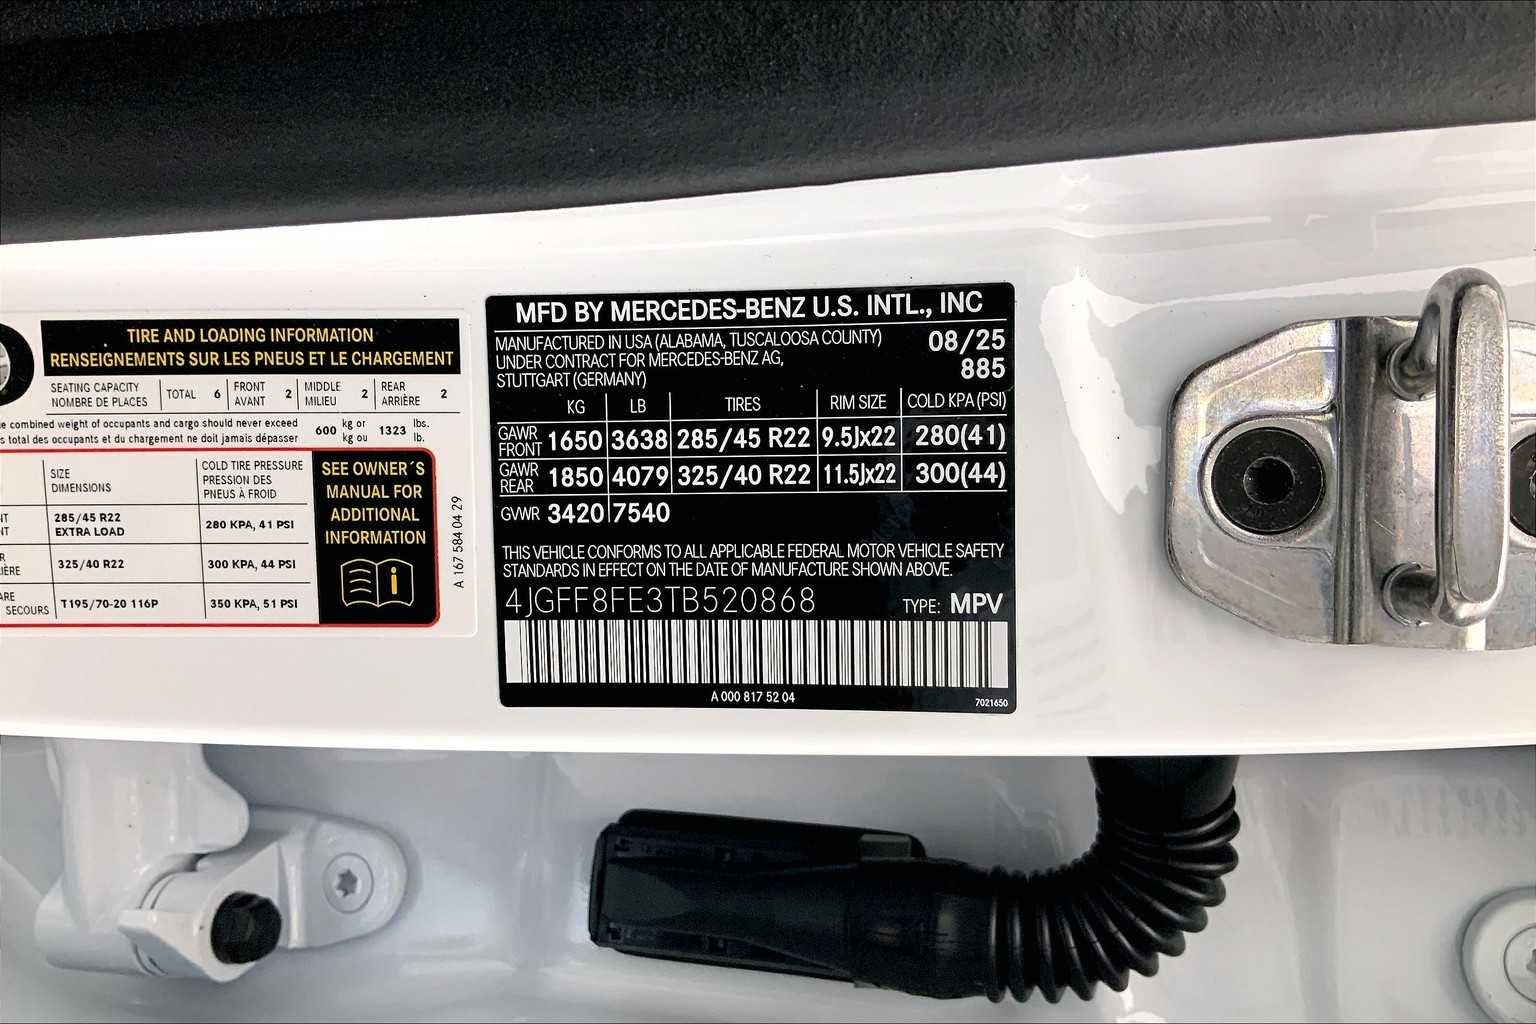 TIRE AND LOADING INFORMATION
RENSEIGNEMENTS SUR LES PNEUS ET LE CHARGEMENT
SEATING CAPACITY
NOMBRE DE PLACES
TOTAL 6
FRONT
AVANT 2
MIDDLE
MILIEU 2
REAR
ARRIÈRE 2
combined weight of occupants and cargo should never exceed
total des occupants et du chargement ne doit jamais dépasser
600 kg or
kg ou
1323 lbs.
lb.
SIZE
DIMENSIONS
COLD TIRE PRESSURE
PRESSION DES
PNEUS À FROID
285/45 R22
EXTRA LOAD
280 KPA, 41 PSI
325/40 R22
300 KPA, 44 PSI
SECOURS
T195/70-20 116P
350 KPA, 51 PSI
SEE OWNER´S
MANUAL FOR
ADDITIONAL
INFORMATION
A 167 584 04 29
MFD BY MERCEDES-BENZ U.S. INTL., INC
MANUFACTURED IN USA (ALABAMA, TUSCALOOSA COUNTY)
UNDER CONTRACT FOR MERCEDES-BENZ AG,
STUTTGART (GERMANY)
08/25
885
KG LB TIRES RIM SIZE COLD KPA (PSI)
GAWR
FRONT 1650 3638 285/45 R22 9.5Jx22 280(41)
GAWR
REAR 1850 4079 325/40 R22 11.5Jx22 300(44)
GVWR 3420 7540
THIS VEHICLE CONFORMS TO ALL APPLICABLE FEDERAL MOTOR VEHICLE SAFETY
STANDARDS IN EFFECT ON THE DATE OF MANUFACTURE SHOWN ABOVE.
4JGFF8FE3TB520868 TYPE: MPV
A 000 817 52 04
7021650